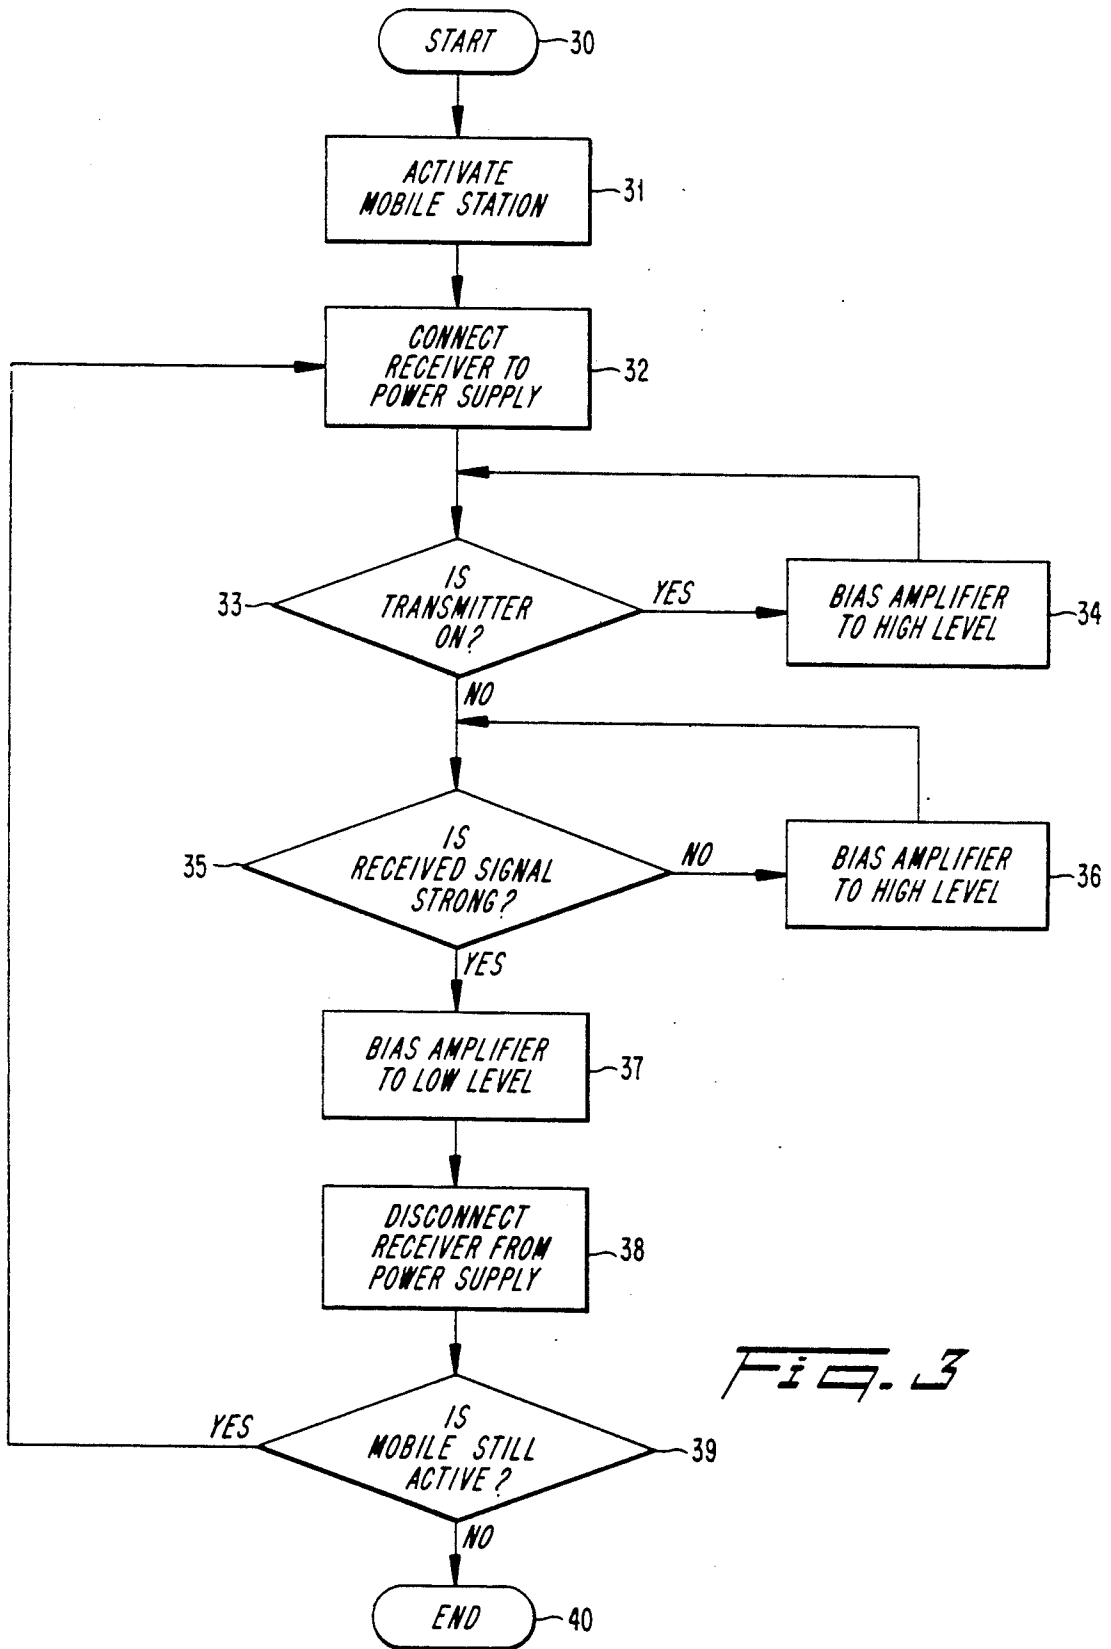 START
30
ACTIVATE
MOBILE STATION
31
CONNECT
RECEIVER TO
POWER SUPPLY
32
IS
TRANSMITTER
ON?
33
YES
BIAS AMPLIFIER
TO HIGH LEVEL
34
NO
IS
RECEIVED SIGNAL
STRONG?
35
NO
BIAS AMPLIFIER
TO HIGH LEVEL
36
YES
BIAS AMPLIFIER
TO LOW LEVEL
37
DISCONNECT
RECEIVER FROM
POWER SUPPLY
38
Fig. 3
YES
IS
MOBILE STILL
ACTIVE?
39
NO
END
40